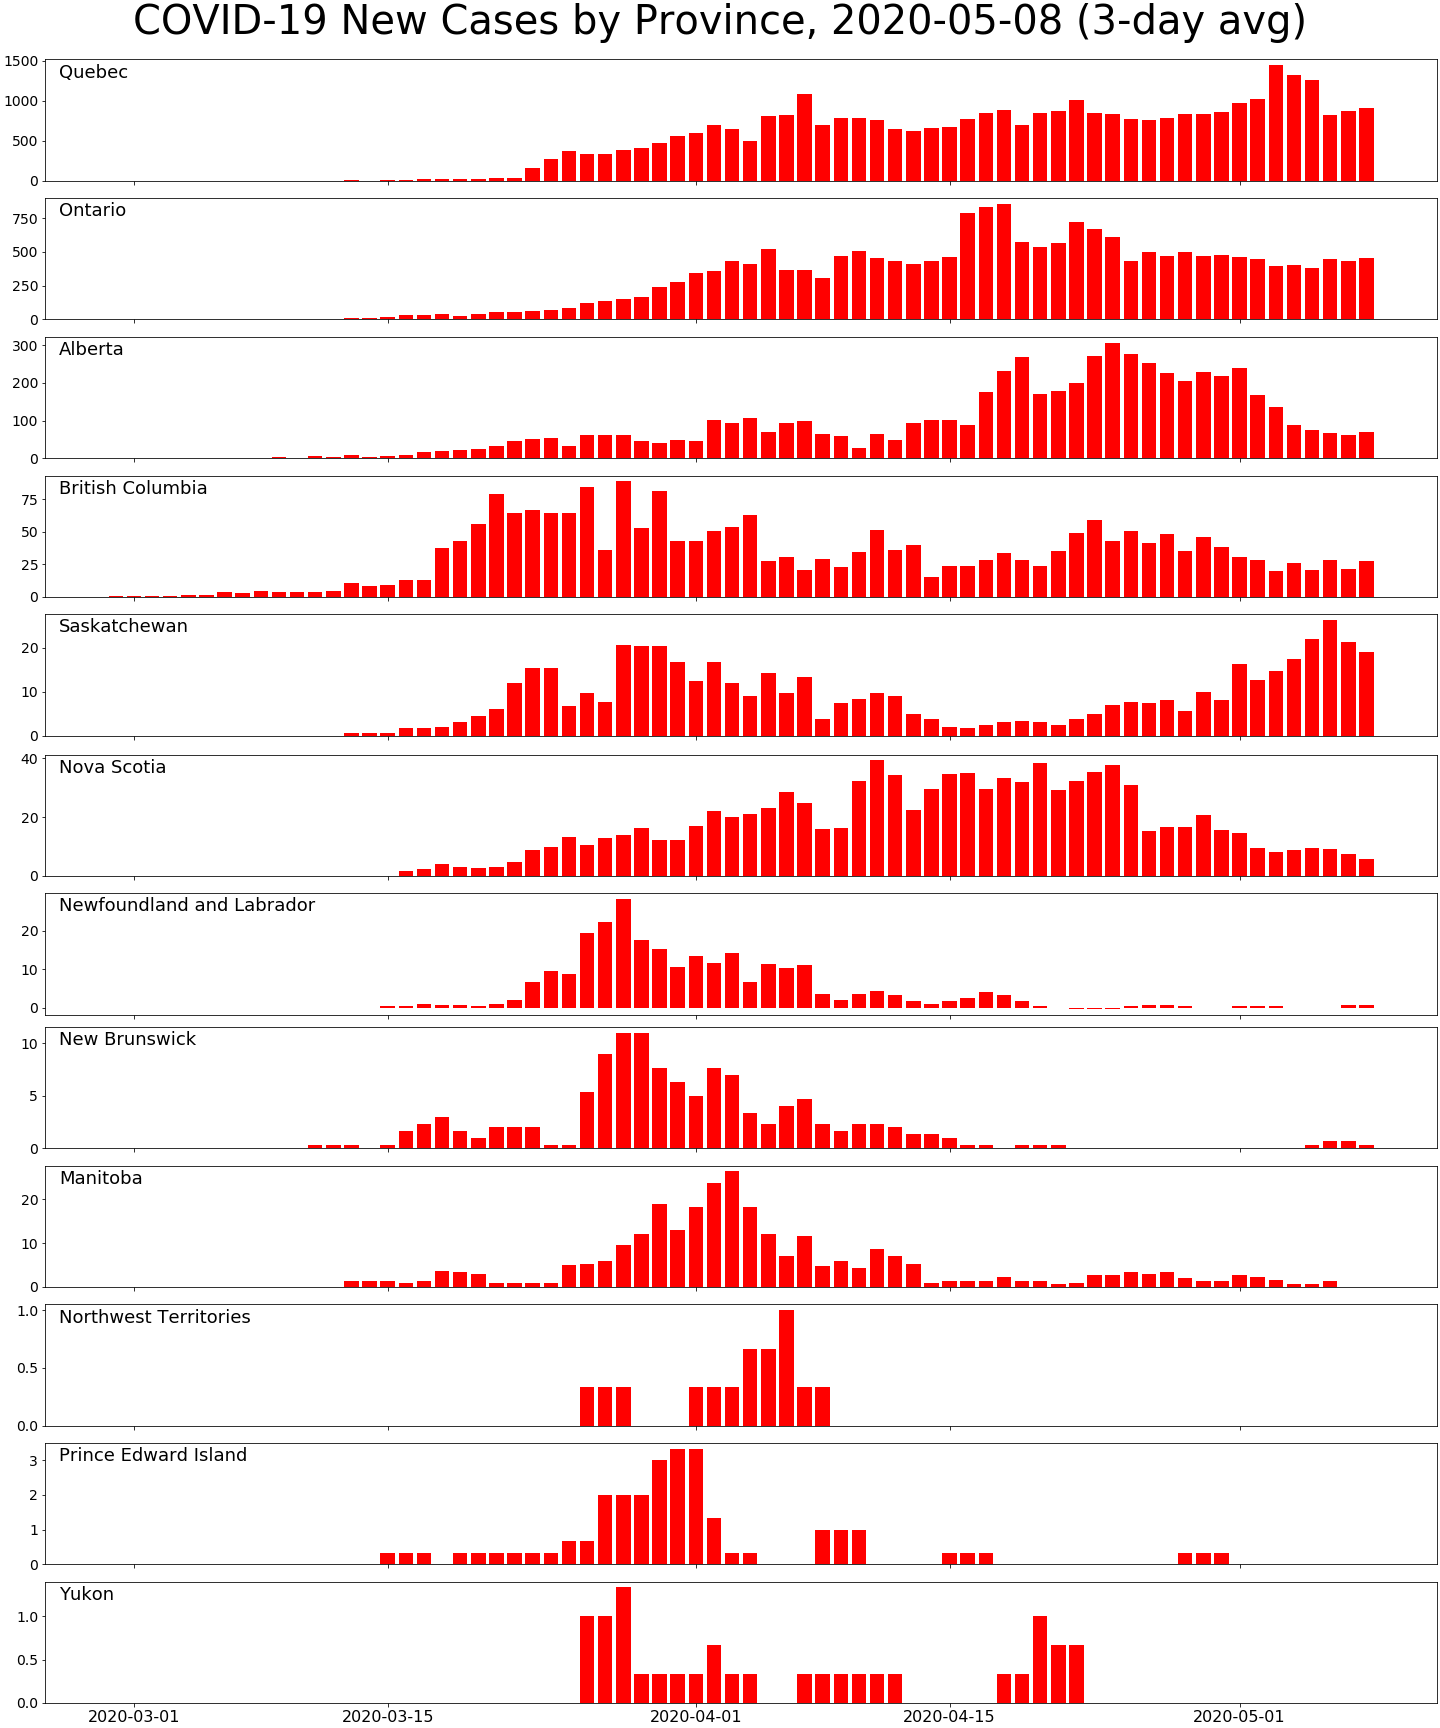 COVID-19 New Cases by Province, 2020-05-08 (3-day avg)
Quebec
1500
1000
500
0
Ontario
750
500
250
0
Alberta
300
200
100
0
British Columbia
75
50
25
0
Saskatchewan
20
10
0
Nova Scotia
40
20
0
Newfoundland and Labrador
20
10
0
New Brunswick
10
5
0
Manitoba
20
10
0
Northwest Territories
1.0
0.5
0.0
Prince Edward Island
3
2
1
0
Yukon
1.0
0.5
0.0
2020-03-01 2020-03-15 2020-04-01 2020-04-15 2020-05-01